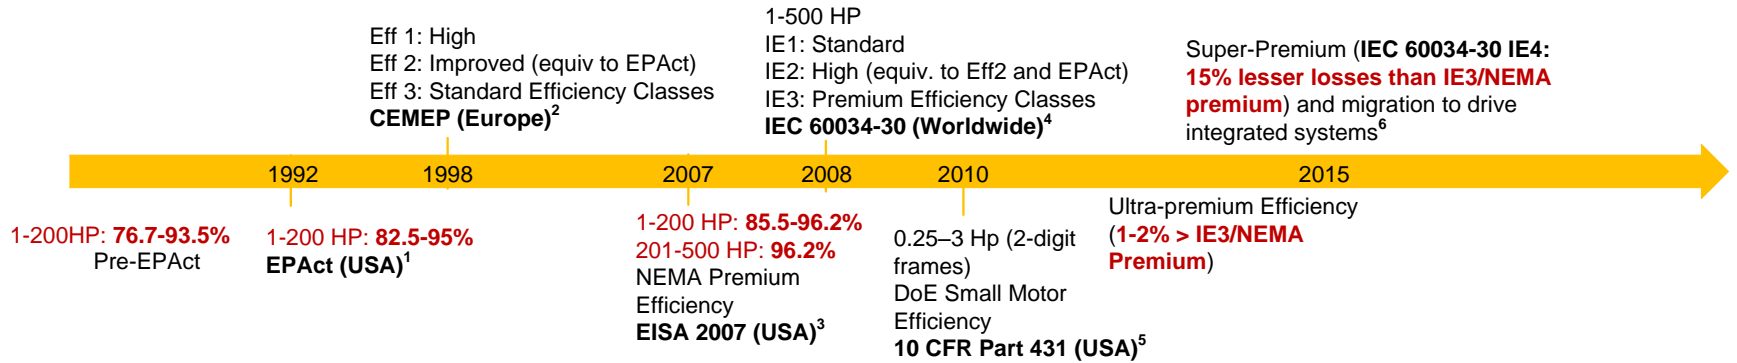 Eff 1: High
Eff 2: Improved (equiv to EPAct)
Eff 3: Standard Efficiency Classes
CEMEP (Europe)2
1-500 HP
IE1: Standard
IE2: High (equiv. to Eff2 and EPAct)
IE3: Premium Efficiency Classes
IEC 60034-30 (Worldwide)4
Super-Premium (IEC 60034-30 IE4:
15% lesser losses than IE3/NEMA
premium) and migration to drive
integrated systems6
1992
1998
2007
2008
2010
2015
1-200HP: 76.7-93.5%
Pre-EPAct
1-200 HP: 82.5-95%
EPAct (USA)1
1-200 HP: 85.5-96.2%
201-500 HP: 96.2%
NEMA Premium
Efficiency
EISA 2007 (USA)3
0.25–3 Hp (2-digit
frames)
DoE Small Motor
Efficiency
10 CFR Part 431 (USA)5
Ultra-premium Efficiency
(1-2% > IE3/NEMA
Premium)